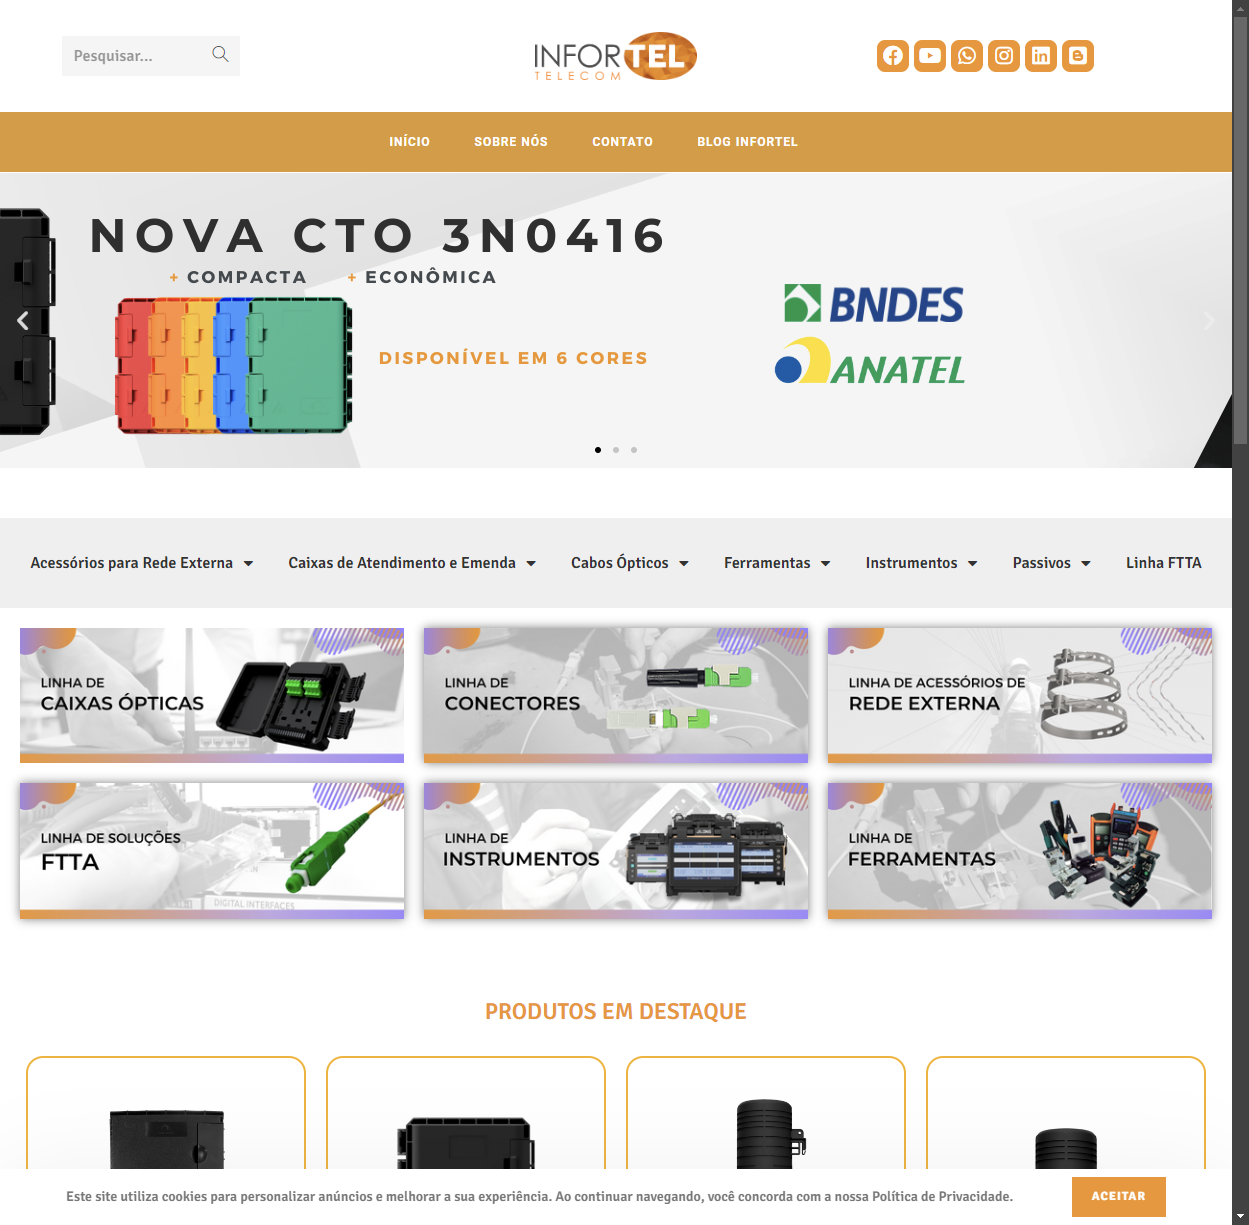 Pesquisar...
INFORTEL
TELECOM
INÍCIO
SOBRE NÓS
CONTATO
BLOG INFORTEL
NOVA CTO 3N0416
+ COMPACTA + ECONÔMICA
BNDES
DISPONÍVEL EM 6 CORES
ANATEL
Acessórios para Rede Externa
Caixas de Atendimento e Emenda
Cabos Ópticos
Ferramentas
Instrumentos
Passivos
Linha FTTA
LINHA DE
CAIXAS ÓPTICAS
LINHA DE
CONECTORES
LINHA DE ACESSÓRIOS DE
REDE EXTERNA
LINHA DE SOLUÇÕES
FTTA
DIGITAL INTERFACES
LINHA DE
INSTRUMENTOS
LINHA DE
FERRAMENTAS
PRODUTOS EM DESTAQUE
Este site utiliza cookies para personalizar anúncios e melhorar a sua experiência. Ao continuar navegando, você concorda com a nossa Política de Privacidade.
ACEITAR